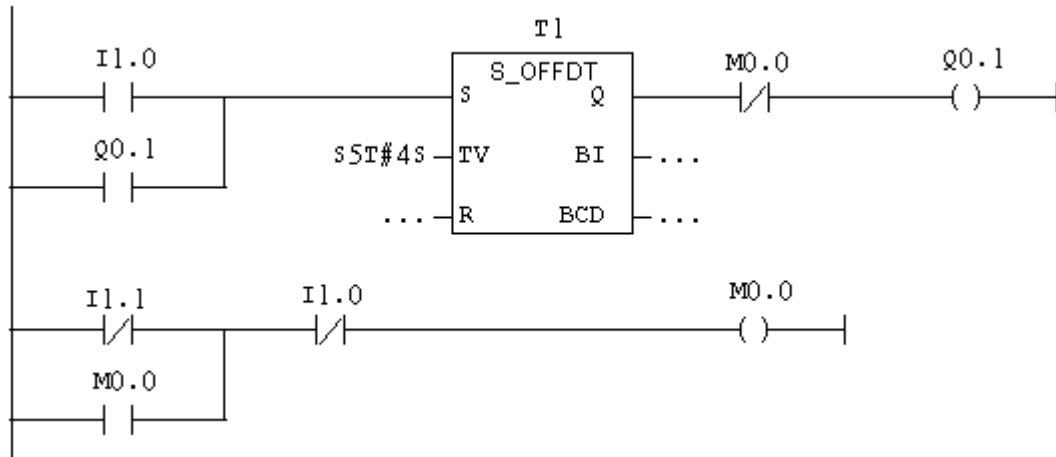 T1
I1.0
S_OFFDT
M0.0
Q0.1
S
Q
Q0.1
S5T#4S
TV
BI
...
...
R
BCD
...
I1.1
I1.0
M0.0
M0.0